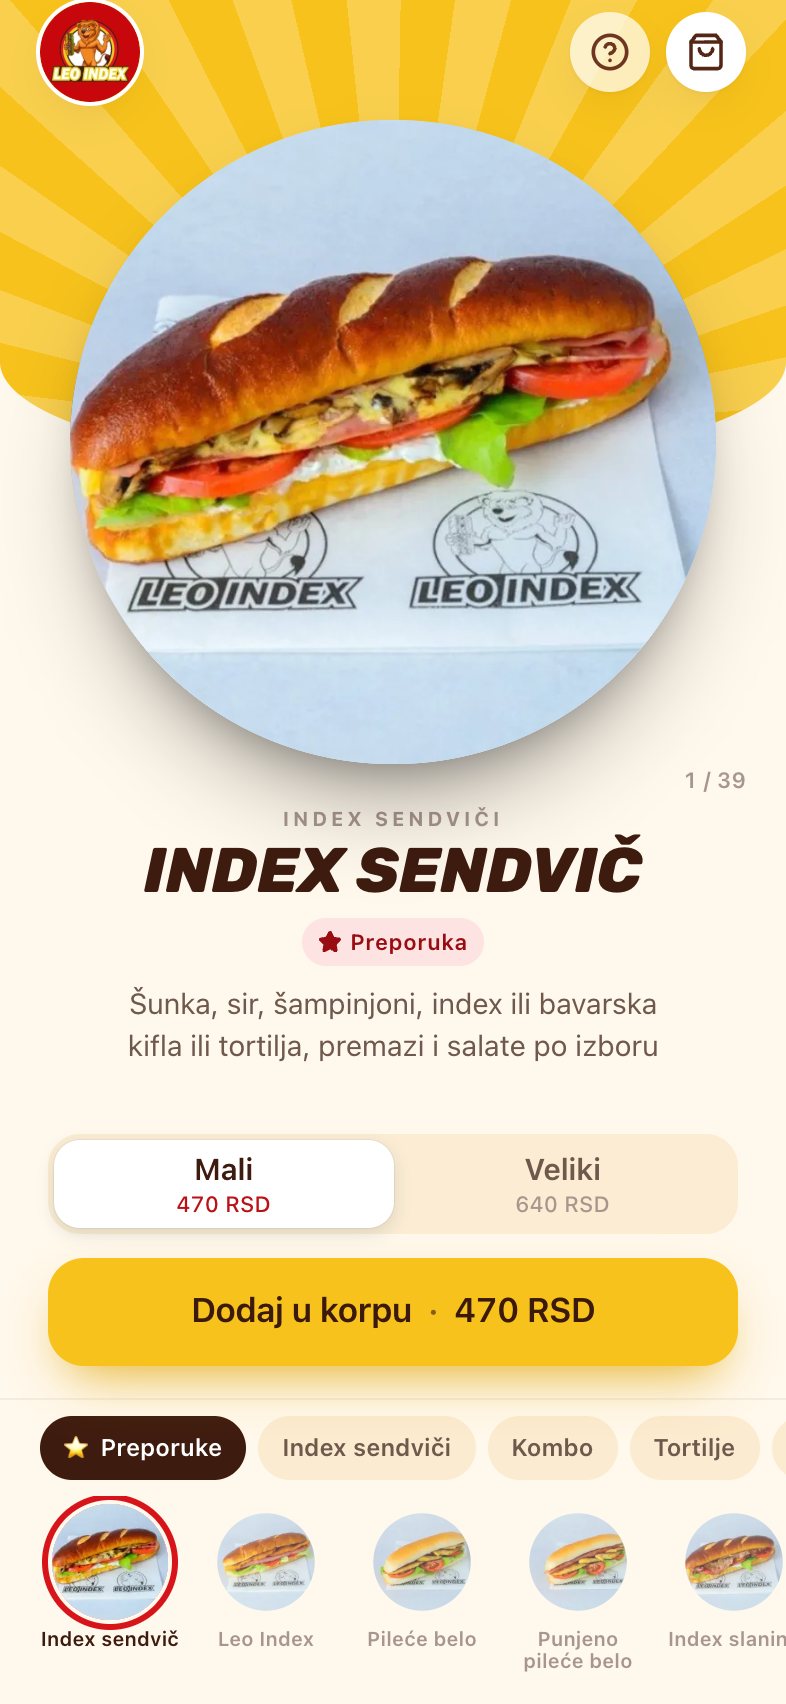 LEO INDEX
LEO INDEX
LEO INDEX
1 / 39
INDEX SENDVIČI
INDEX SENDVIČ
Preporuka
Šunka, sir, šampinjoni, index ili bavarska
kifla ili tortilja, premazi i salate po izboru
Mali
470 RSD
Veliki
640 RSD
Dodaj u korpu · 470 RSD
Preporuke
Index sendviči
Kombo
Tortilje
Index sendvič
Leo Index
Pileće belo
Punjeno
pileće belo
Index slanin